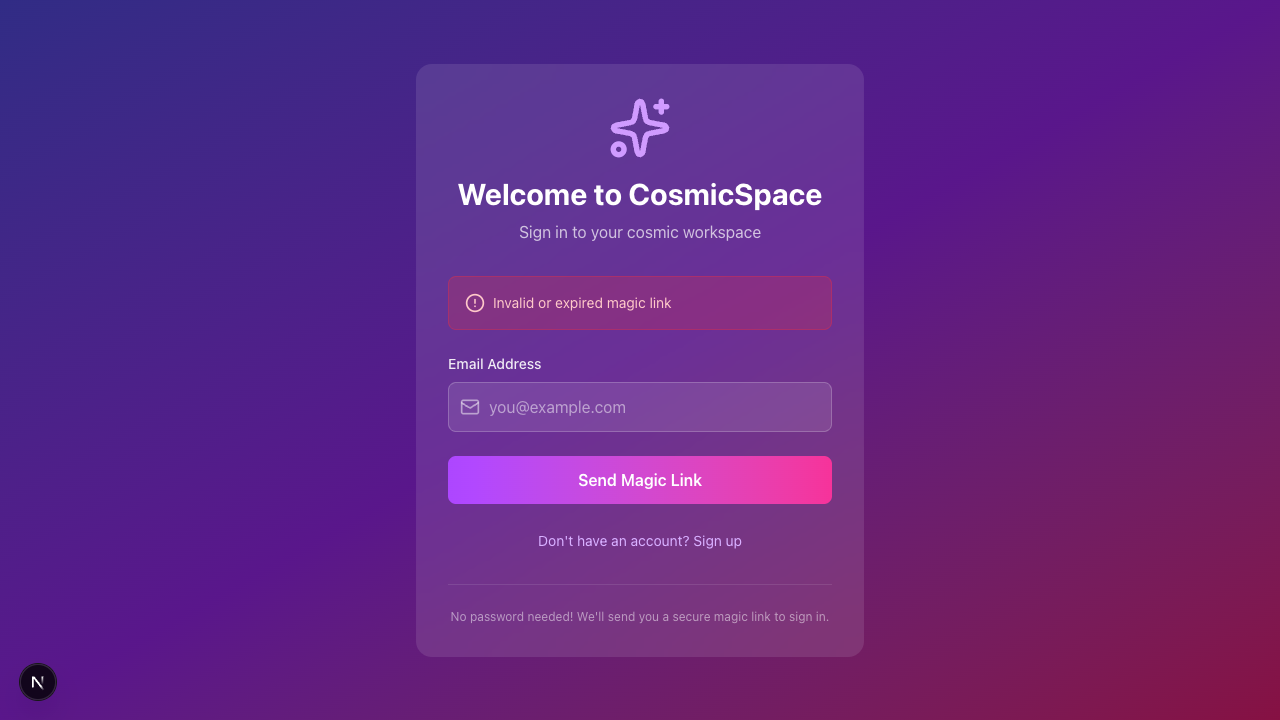 Welcome to CosmicSpace
Sign in to your cosmic workspace
Invalid or expired magic link
Email Address
you@example.com
Send Magic Link
Don't have an account? Sign up
No password needed! We'll send you a secure magic link to sign in.
N